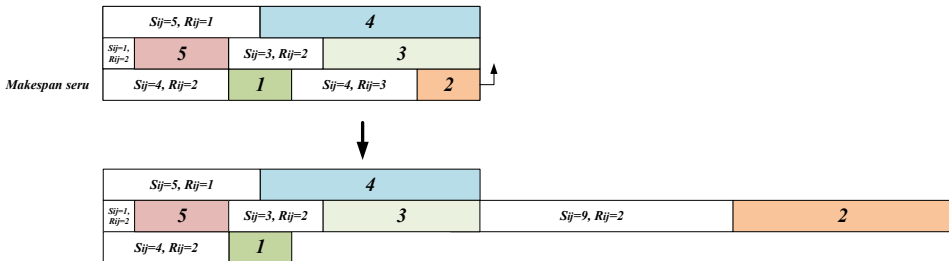 Sij=5, Rij=1 4
Sij=1, Rij=2 5 Sij=3, Rij=2 3
Makespan seru Sij=4, Rij=2 1 Sij=4, Rij=3 2
Sij=5, Rij=1 4
Sij=1, Rij=2 5 Sij=3, Rij=2 3 Sij=9, Rij=2 2
Sij=4, Rij=2 1